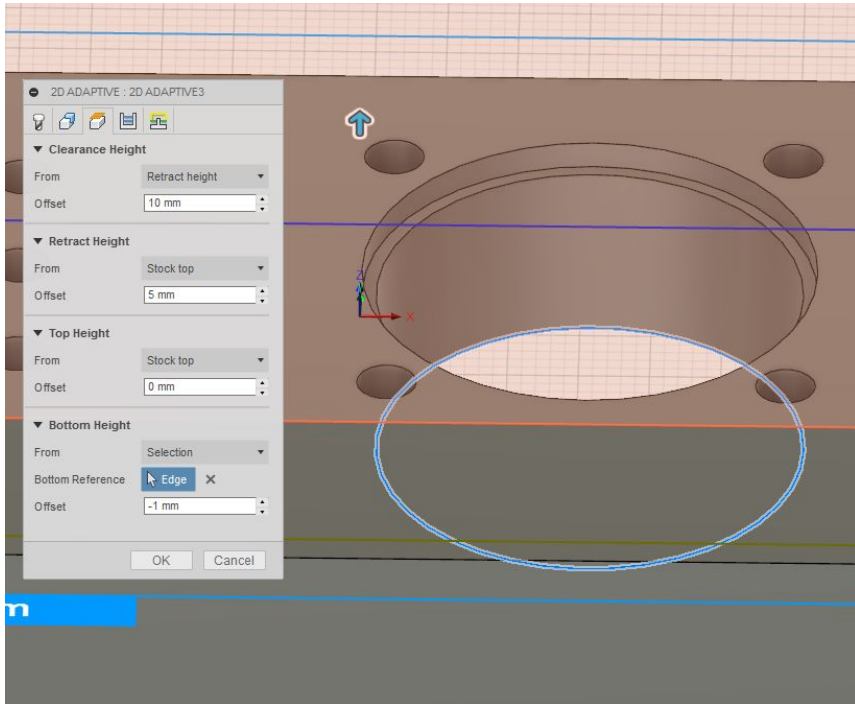 2D ADAPTIVE : 2D ADAPTIVE3
Clearance Height
From Retract height
Offset 10 mm
Retract Height
From Stock top
Offset 5 mm
Top Height
From Stock top
Offset 0 mm
Bottom Height
From Selection
Bottom Reference Edge
Offset -1 mm
OK Cancel
Z
X
m